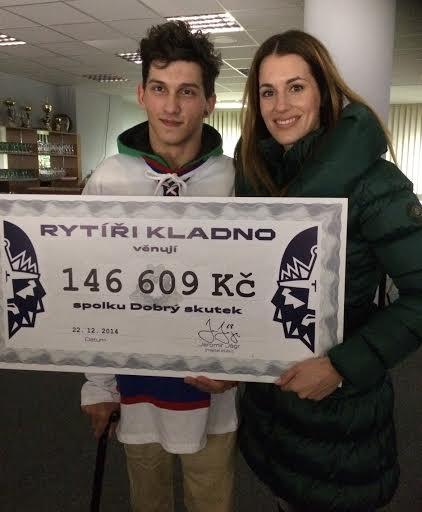 RYTÍŘI KLADNO
věnují
146 609 Kč
spolku Dobrý skutek
22. 12. 2014
Datum
Jaromír Jágr